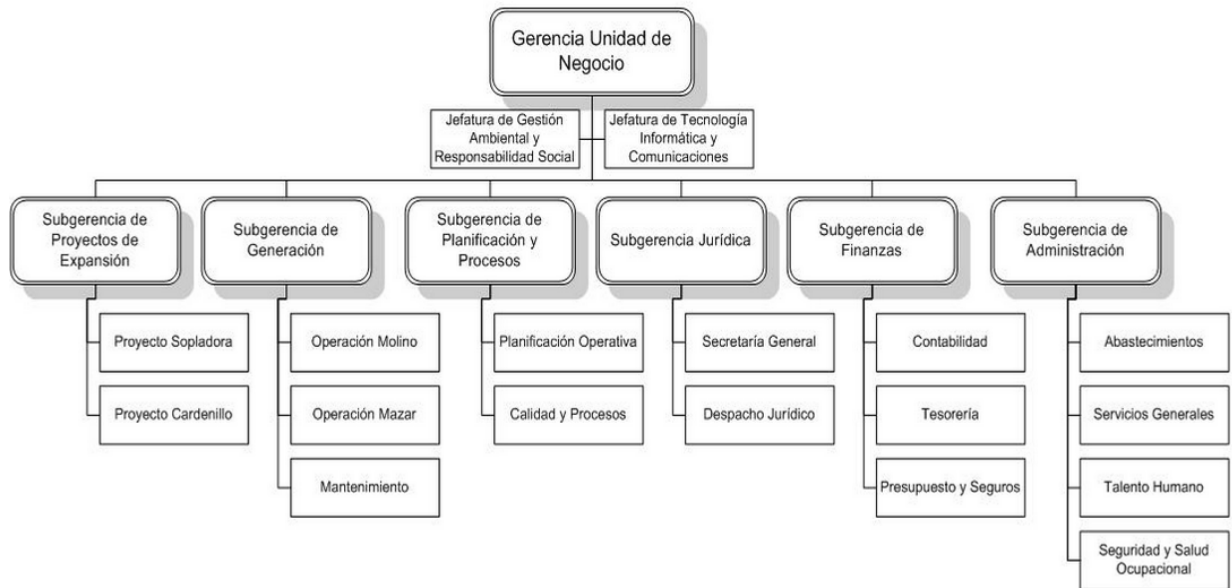 Gerencia Unidad de
Negocio
Jefatura de Gestión
Ambiental y
Responsabilidad Social
Jefatura de Tecnología
Informática y
Comunicaciones
Subgerencia de
Proyectos de
Expansión
Subgerencia de
Generación
Subgerencia de
Planificación y
Procesos
Subgerencia Jurídica
Subgerencia de
Finanzas
Subgerencia de
Administración
Proyecto Sopladora
Proyecto Cardenillo
Operación Molino
Operación Mazar
Mantenimiento
Planificación Operativa
Calidad y Procesos
Secretaría General
Despacho Jurídico
Contabilidad
Tesorería
Presupuesto y Seguros
Abastecimientos
Servicios Generales
Talento Humano
Seguridad y Salud
Ocupacional